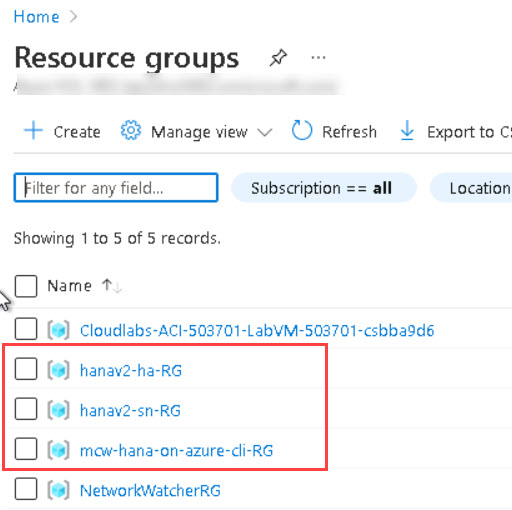 Home >
Resource groups ...
+ Create Manage view Refresh Export to CS
Filter for any field...
Subscription == all
Location
Showing 1 to 5 of 5 records.
Name ↑↓
Cloudlabs-ACI-503701-LabVM-503701-csbba9d6
hanav2-ha-RG
hanav2-sn-RG
mcw-hana-on-azure-cli-RG
NetworkWatcherRG